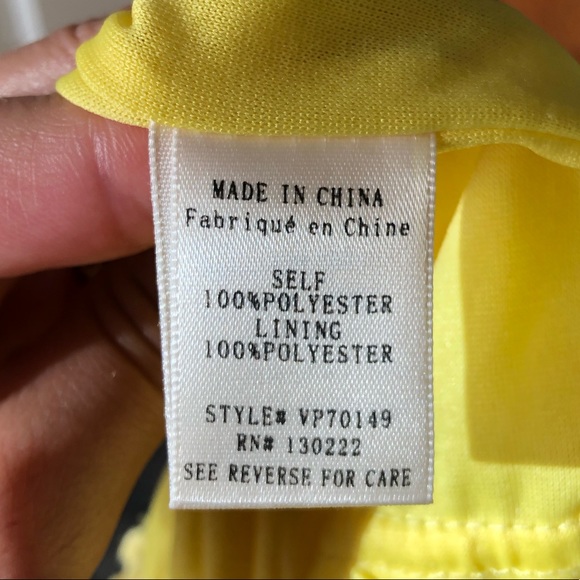 MADE IN CHINA
Fabriqué en Chine
SELF
100%POLYESTER
LINING
100%POLYESTER
STYLE# VP70149
RN# 130222
SEE REVERSE FOR CARE